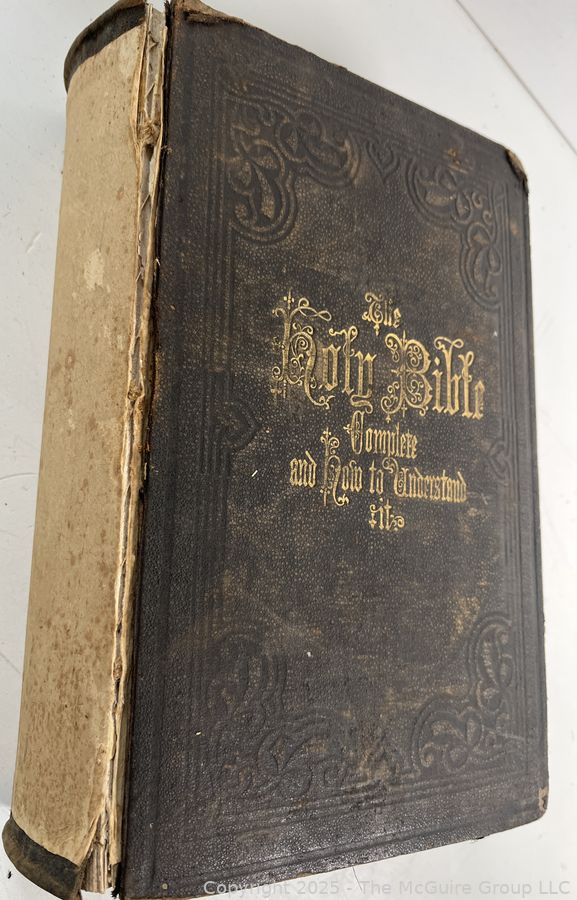 The
Holy Bible
Complete
and How to Understand
it
Copyright 2025 - The McGuire Group LLC